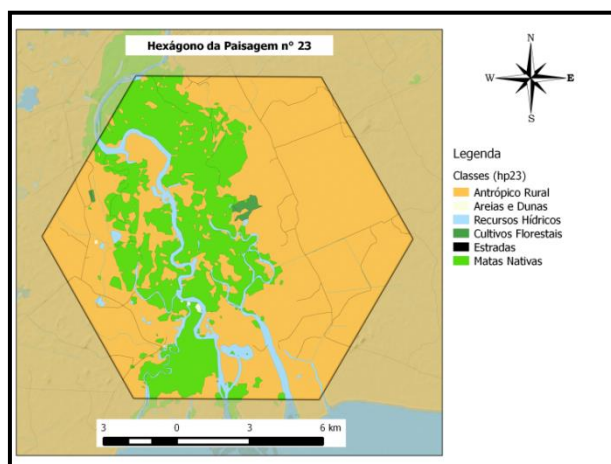 Hexágono da Paisagem n° 23
N
W
E
S
Legenda
Classes (hp23)
Antrópico Rural
Areias e Dunas
Recursos Hídricos
Cultivos Florestais
Estradas
Matas Nativas
3 0 3 6 km